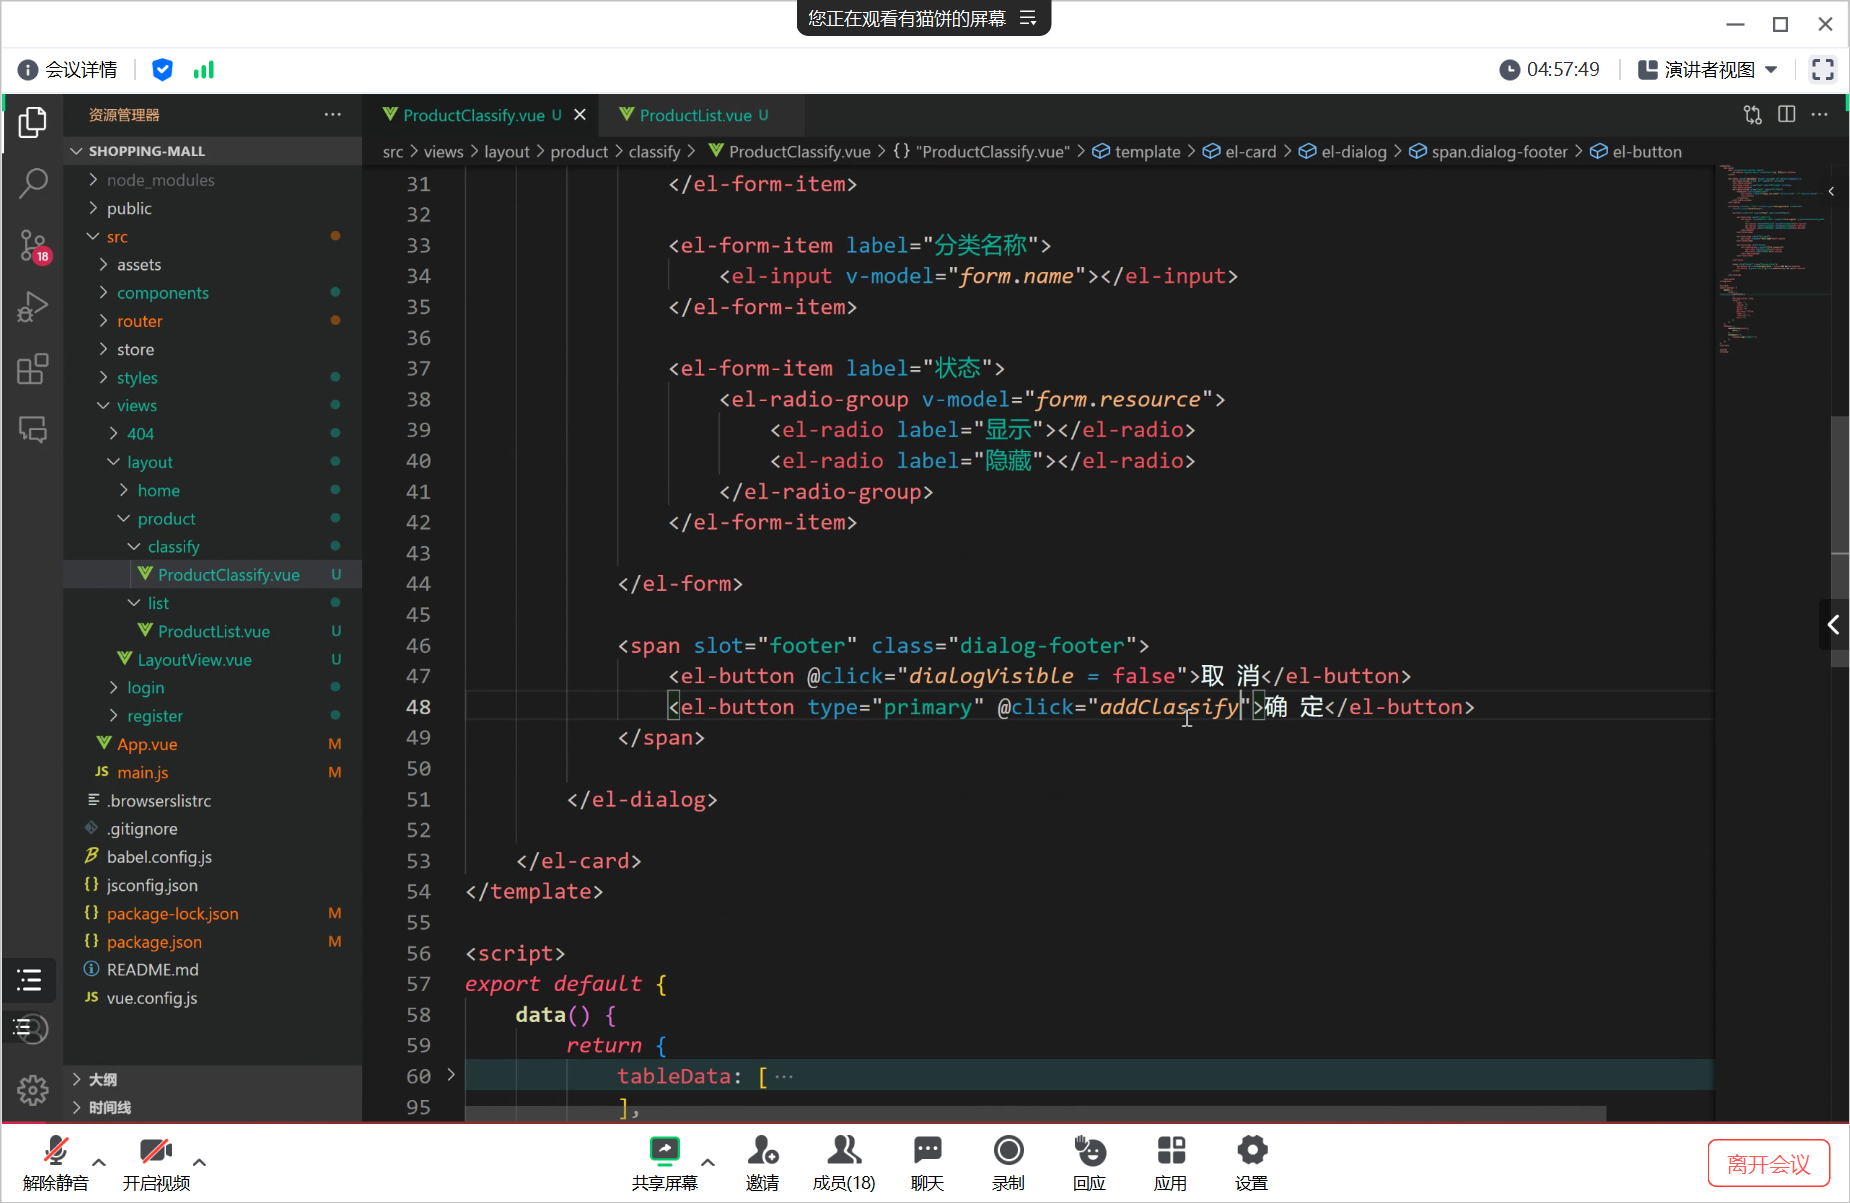 您正在观看有猫饼的屏幕
会议详情
04:57:49
演讲者视图
资源管理器
SHOPPING-MALL
node_modules
public
src
assets
components
router
store
styles
views
404
layout
home
product
classify
ProductClassify.vue U
list
ProductList.vue U
LayoutView.vue U
login
register
App.vue M
JS main.js M
.browserslistrc
.gitignore
babel.config.js
{} jsconfig.json
{} package-lock.json M
{} package.json M
README.md
JS vue.config.js
大纲
时间线
18
ProductClassify.vue U
ProductList.vue U
src > views > layout > product > classify > ProductClassify.vue > {} "ProductClassify.vue" > template > el-card > el-dialog > span.dialog-footer > el-button
31 </el-form-item>
32
33 <el-form-item label="分类名称">
34 <el-input v-model="form.name"></el-input>
35 </el-form-item>
36
37 <el-form-item label="状态">
38 <el-radio-group v-model="form.resource">
39 <el-radio label="显示"></el-radio>
40 <el-radio label="隐藏"></el-radio>
41 </el-radio-group>
42 </el-form-item>
43
44 </el-form>
45
46 <span slot="footer" class="dialog-footer">
47 <el-button @click="dialogVisible = false">取 消</el-button>
48 <el-button type="primary" @click="addClassify">确 定</el-button>
49 </span>
50
51 </el-dialog>
52
53 </el-card>
54 </template>
55
56 <script>
57 export default {
58 data() {
59 return {
60 tableData: [ ···
95 ],
解除静音
开启视频
共享屏幕
邀请
成员(18)
聊天
录制
回应
应用
设置
离开会议